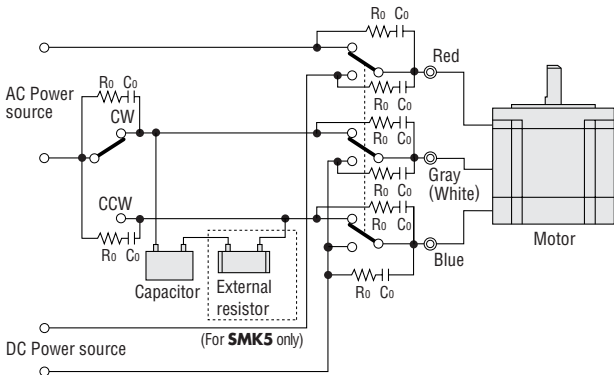 R₀ C₀
Red
AC Power
source
R₀ C₀
CW
R₀ C₀
R₀ C₀
Gray
(White)
R₀ C₀
CCW
R₀ C₀
Motor
R₀ C₀
Blue
Capacitor
External
resistor
R₀ C₀
(For SMK5 only)
DC Power source